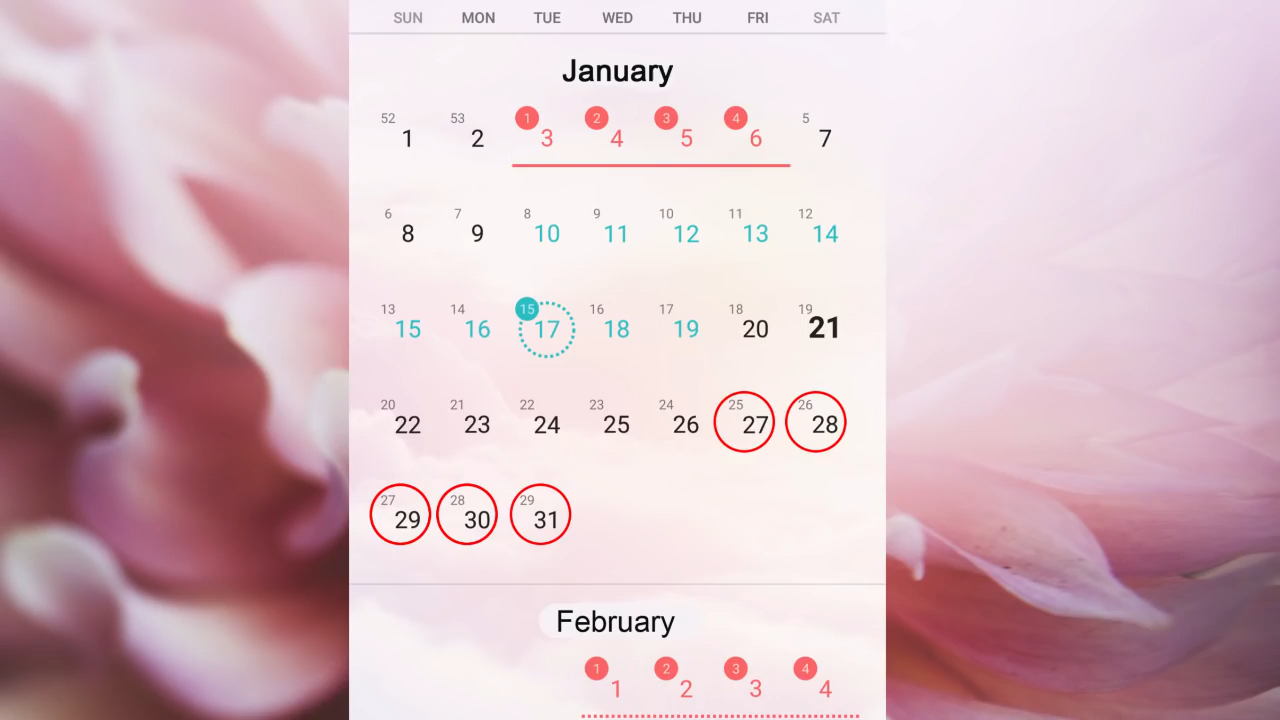 SUN MON TUE WED THU FRI SAT
January
52 1 53 2 1 3 2 4 3 5 4 6 5 7
6 8 7 9 8 10 9 11 10 12 11 13 12 14
13 15 14 16 15 17 16 18 17 19 18 20 19 21
20 22 21 23 22 24 23 25 24 26 25 27 26 28
27 29 28 30 29 31
February
1 1 2 2 3 3 4 4